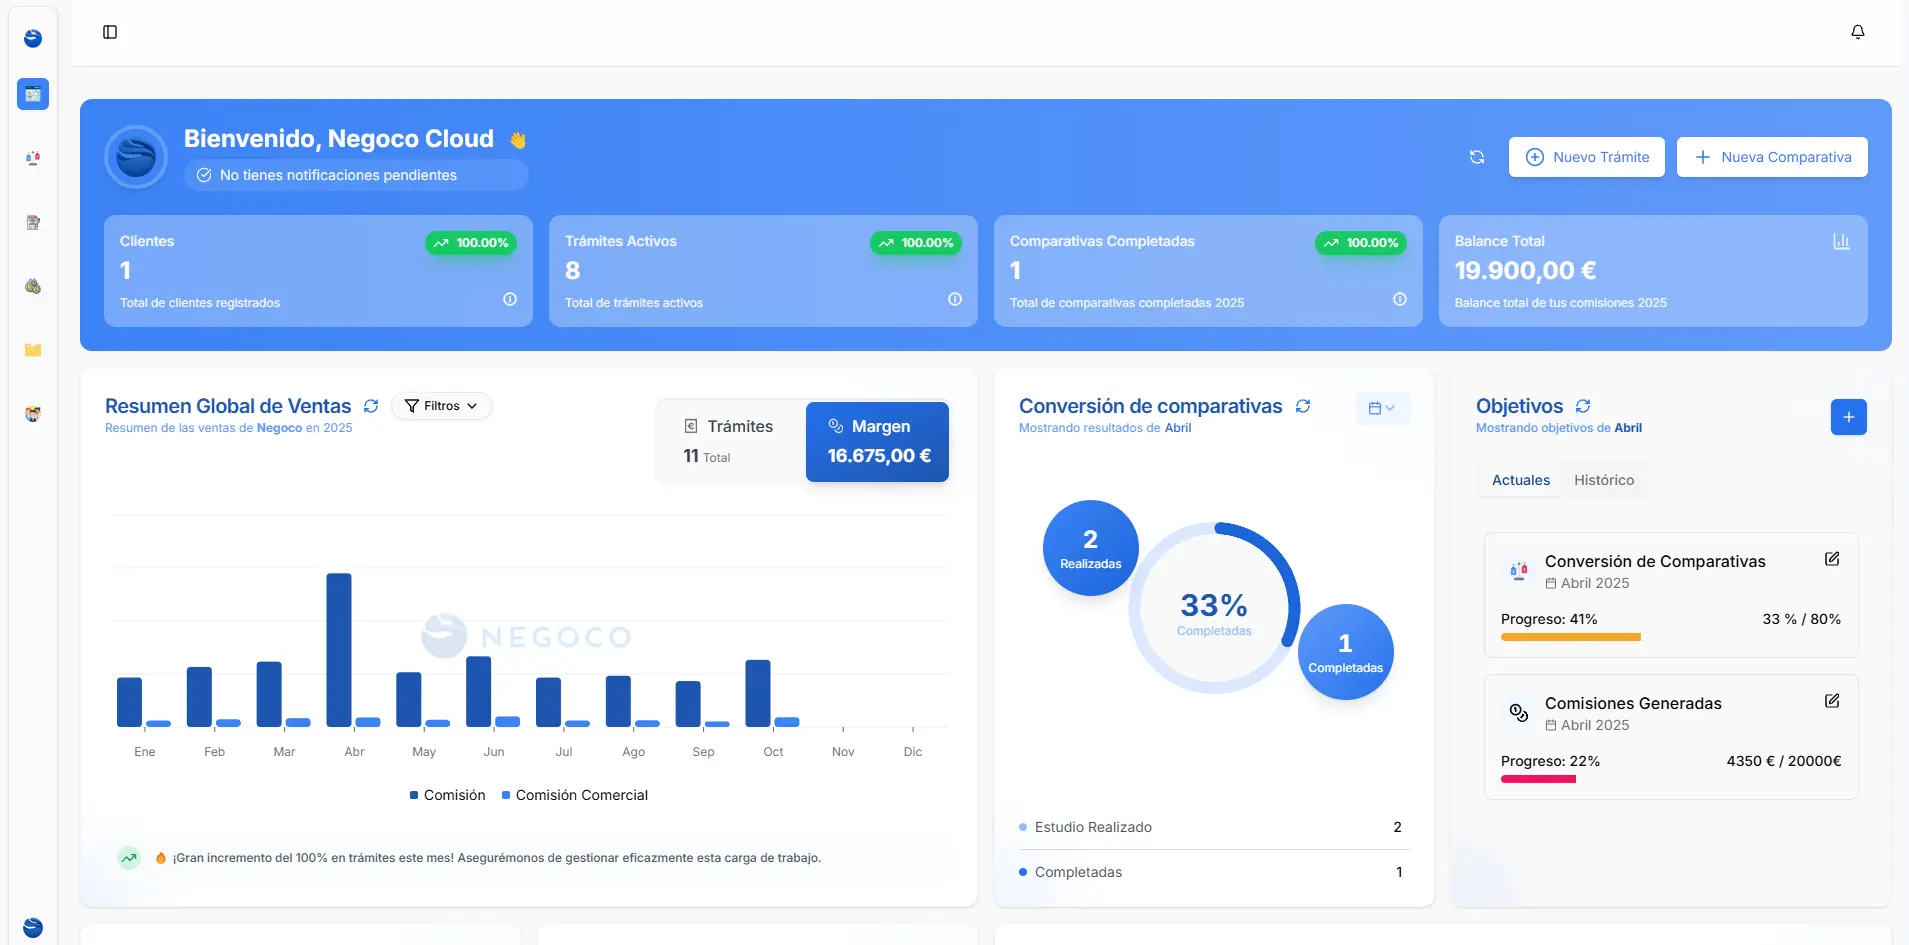 Bienvenido, Negoco Cloud 👋
No tienes notificaciones pendientes
Nuevo Trámite
Nueva Comparativa
Clientes
100.00%
1
Total de clientes registrados
Trámites Activos
100.00%
8
Total de trámites activos
Comparativas Completadas
100.00%
1
Total de comparativas completadas 2025
Balance Total
19.900,00 €
Balance total de tus comisiones 2025
Resumen Global de Ventas
Filtros
Resumen de las ventas de Negoco en 2025
Trámites
11 Total
Margen
16.675,00 €
NEGOCO
Ene Feb Mar Abr May Jun Jul Ago Sep Oct Nov Dic
Comisión Comisión Comercial
🔥 ¡Gran incremento del 100% en trámites este mes! Asegurémonos de gestionar eficazmente esta carga de trabajo.
Conversión de comparativas
Mostrando resultados de Abril
2
Realizadas
33%
Completadas
1
Completadas
Estudio Realizado 2
Completadas 1
Objetivos
Mostrando objetivos de Abril
Actuales Histórico
Conversión de Comparativas
Abril 2025
Progreso: 41% 33 % / 80%
Comisiones Generadas
Abril 2025
Progreso: 22% 4350 € / 20000€